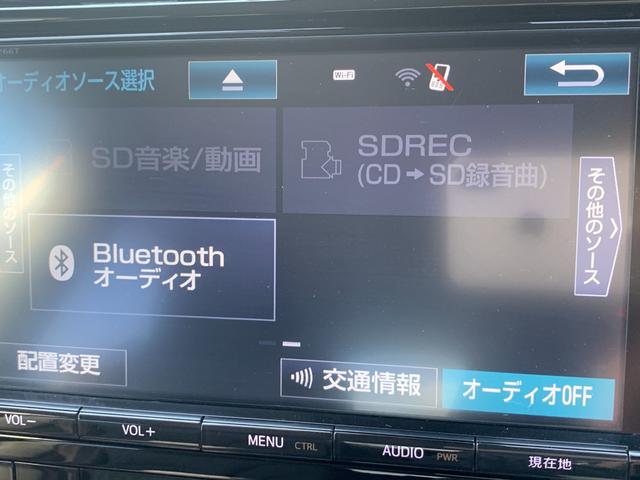 オーディオソース選択
Wi-Fi
SD音楽/動画
SDREC
(CD➡SD録音曲)
その他のソース
その他のソース
Bluetooth
オーディオ
配置変更
交通情報
オーディオOFF
VOL−
VOL+
MENU CTRL
AUDIO PWR
現在地